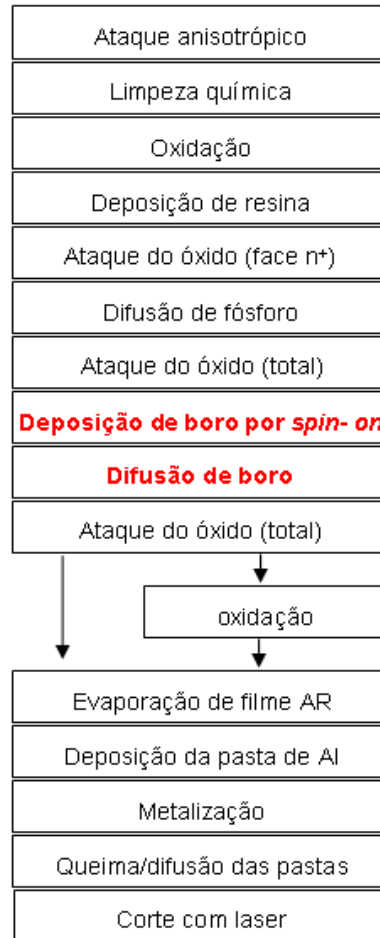 Ataque anisotrópico
Limpeza química
Oxidação
Deposição de resina
Ataque do óxido (face n⁺)
Difusão de fósforo
Ataque do óxido (total)
Deposição de boro por spin- on
Difusão de boro
Ataque do óxido (total)
oxidação
Evaporação de filme AR
Deposição da pasta de Al
Metalização
Queima/difusão das pastas
Corte com laser